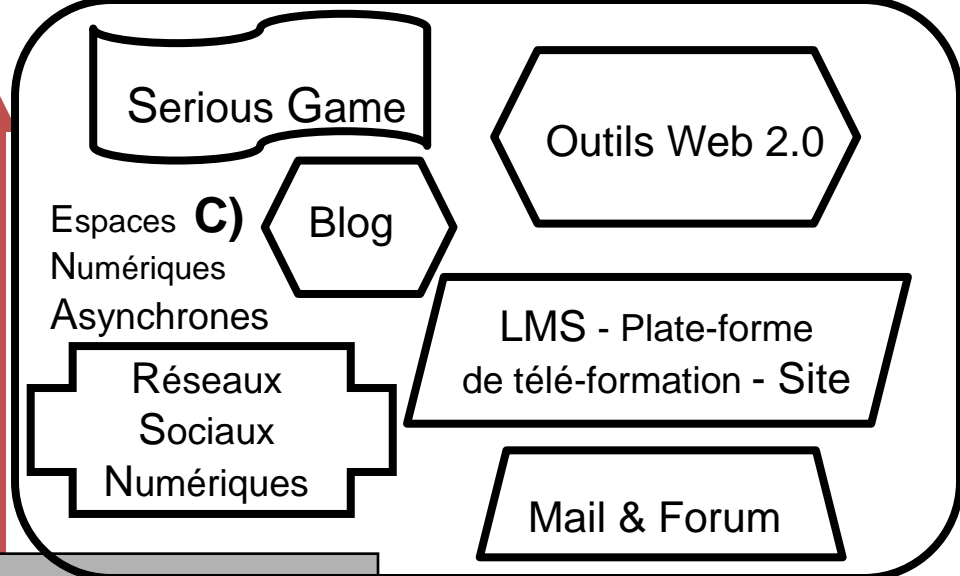 Serious Game
Outils Web 2.0
Espaces C)
Numériques
Asynchrones
Blog
LMS - Plate-forme
de télé-formation - Site
Réseaux
Sociaux
Numériques
Mail & Forum